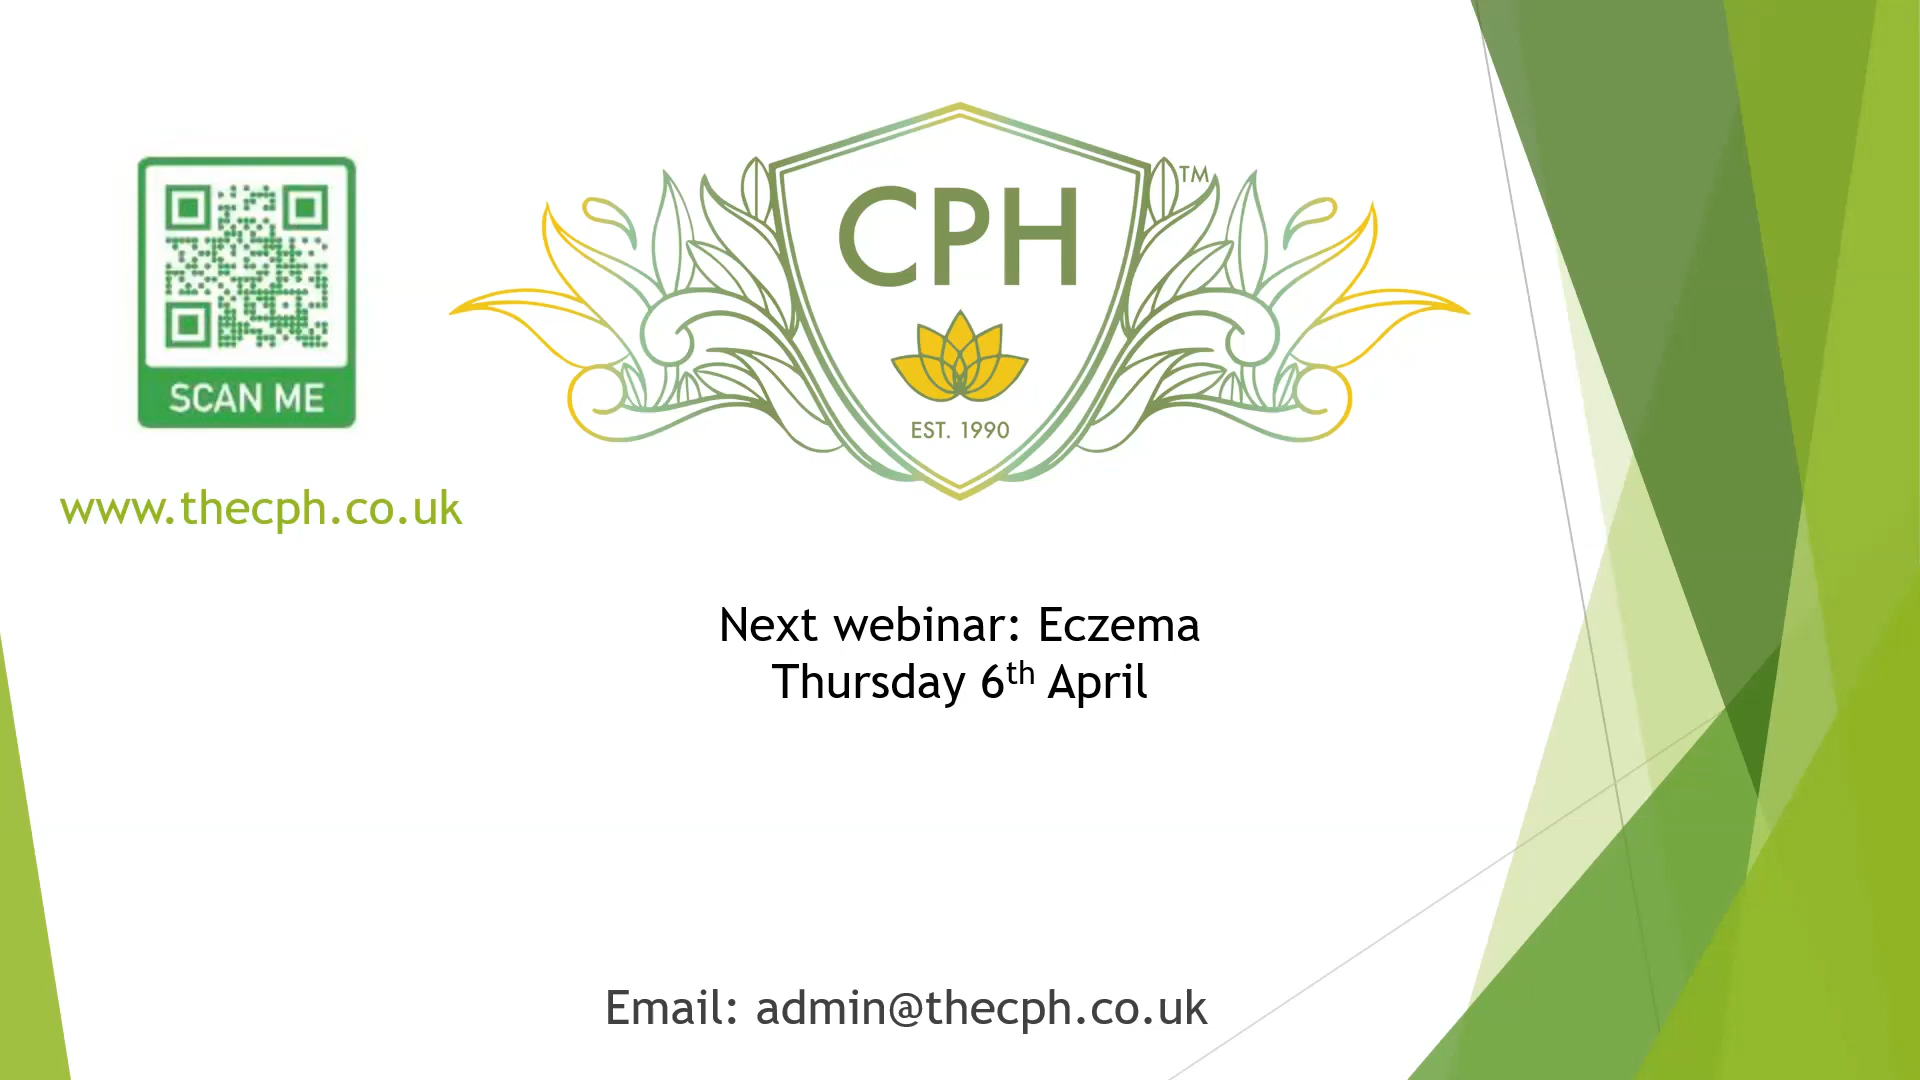 CPH
TM
EST. 1990
SCAN ME
www.thecph.co.uk
Next webinar: Eczema
Thursday 6th April
Email: admin@thecph.co.uk